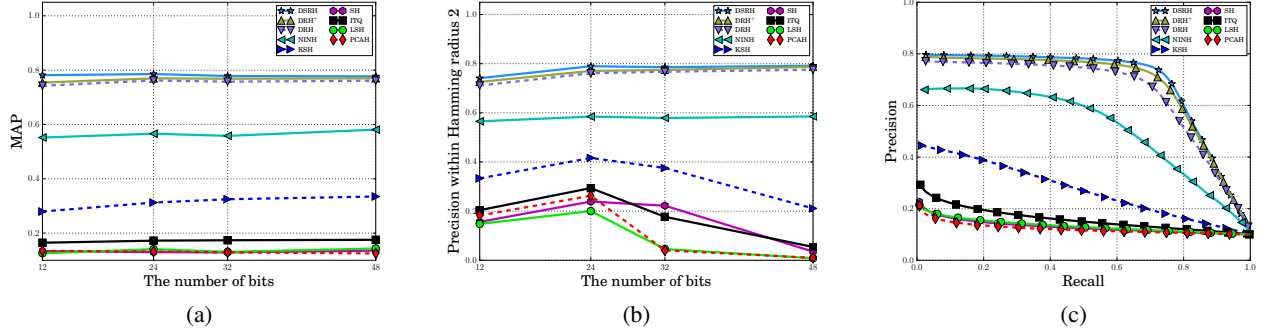 MAP
0.8
0.6
0.4
0.2
12 24 32 48
The number of bits
DSRH
DRH⁺
DRH
NINH
KSH
SH
ITQ
LSH
PCAH
(a)
Precision within Hamming radius 2
1.0
0.8
0.6
0.4
0.2
0.0
12 24 32 48
The number of bits
DSRH
DRH⁺
DRH
NINH
KSH
SH
ITQ
LSH
PCAH
(b)
Precision
1.0
0.8
0.6
0.4
0.2
0.0
0.0 0.2 0.4 0.6 0.8 1.0
Recall
DSRH
DRH⁺
DRH
NINH
KSH
SH
ITQ
LSH
PCAH
(c)